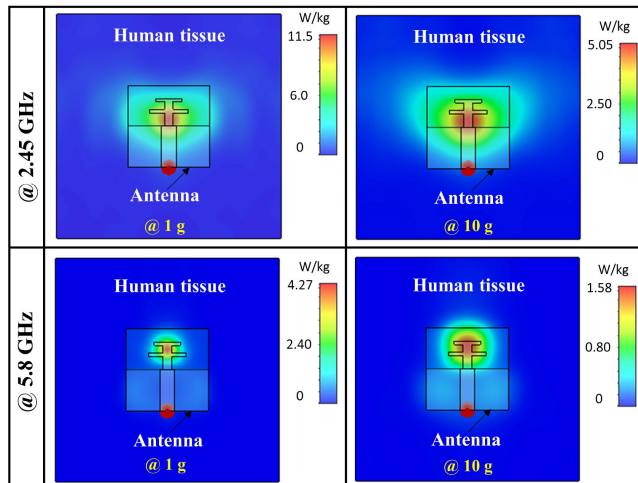 @ 2.45 GHz
Human tissue
Antenna
@ 1 g
W/kg
11.5
6.0
0
Human tissue
Antenna
@ 10 g
W/kg
5.05
2.50
0
@ 5.8 GHz
Human tissue
Antenna
@ 1 g
W/kg
4.27
2.40
0
Human tissue
Antenna
@ 10 g
W/kg
1.58
0.80
0